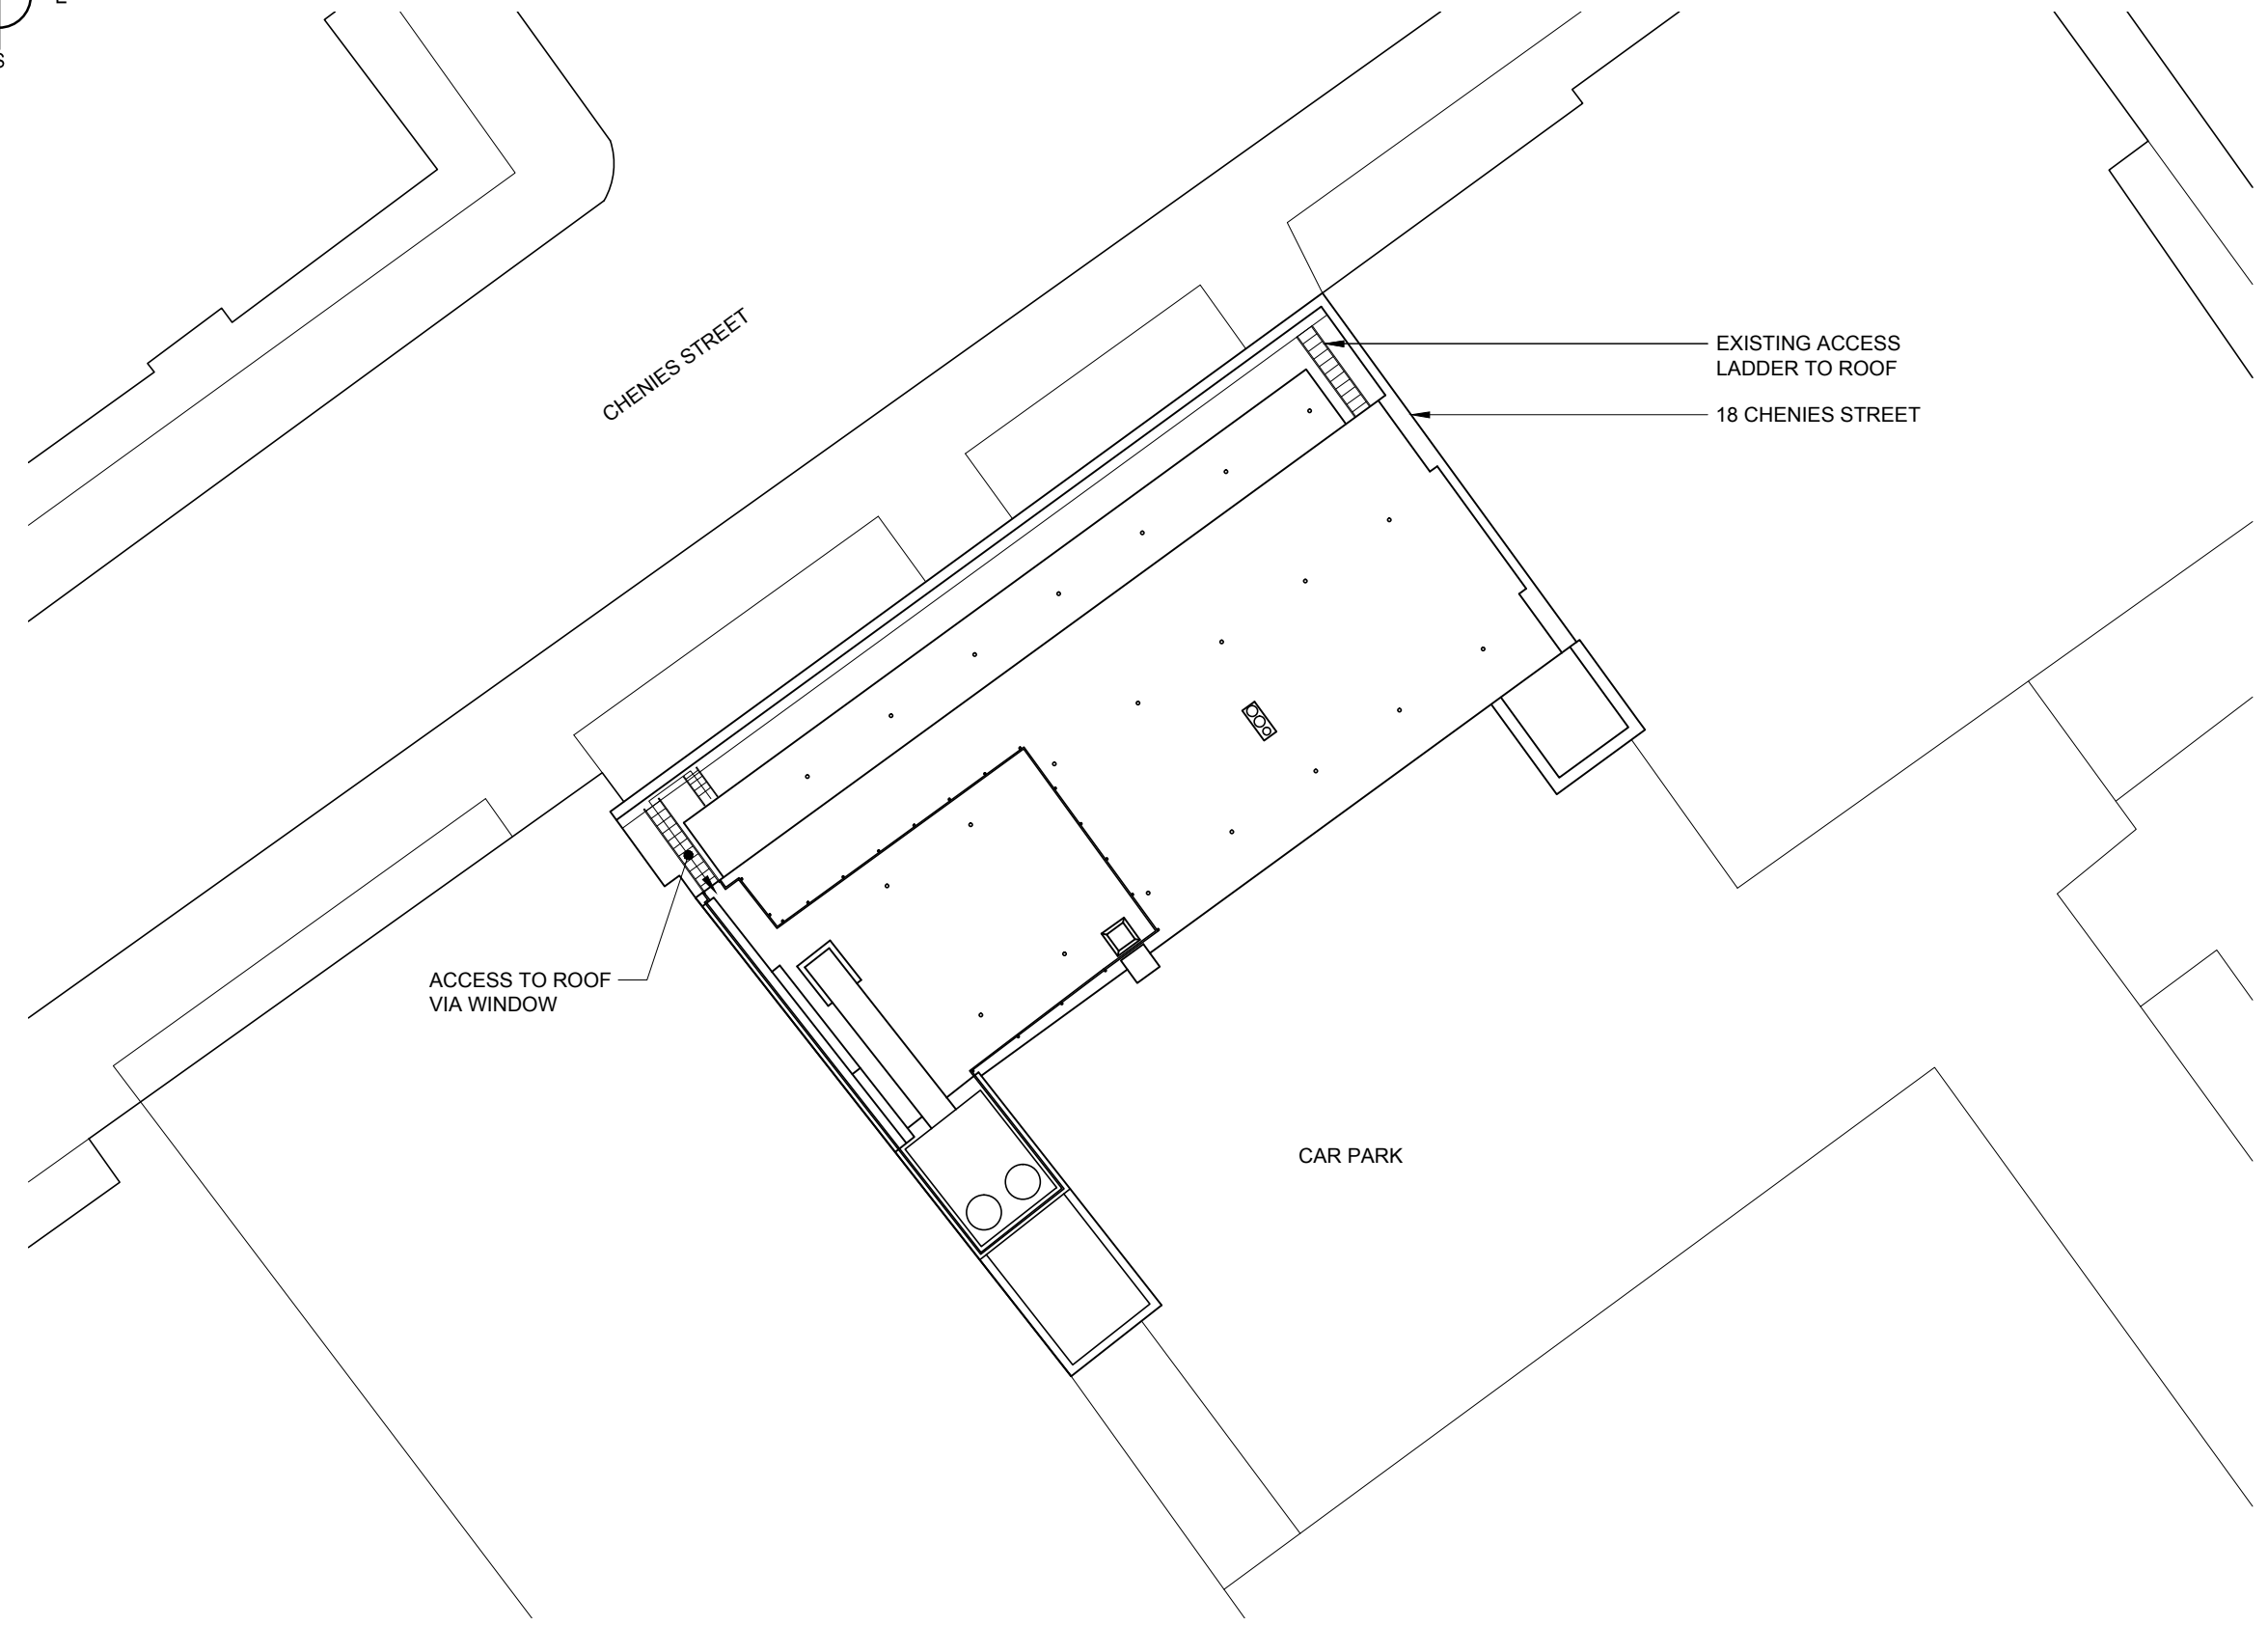 E
S
CHENIES STREET
EXISTING ACCESS
LADDER TO ROOF
18 CHENIES STREET
ACCESS TO ROOF
VIA WINDOW
CAR PARK